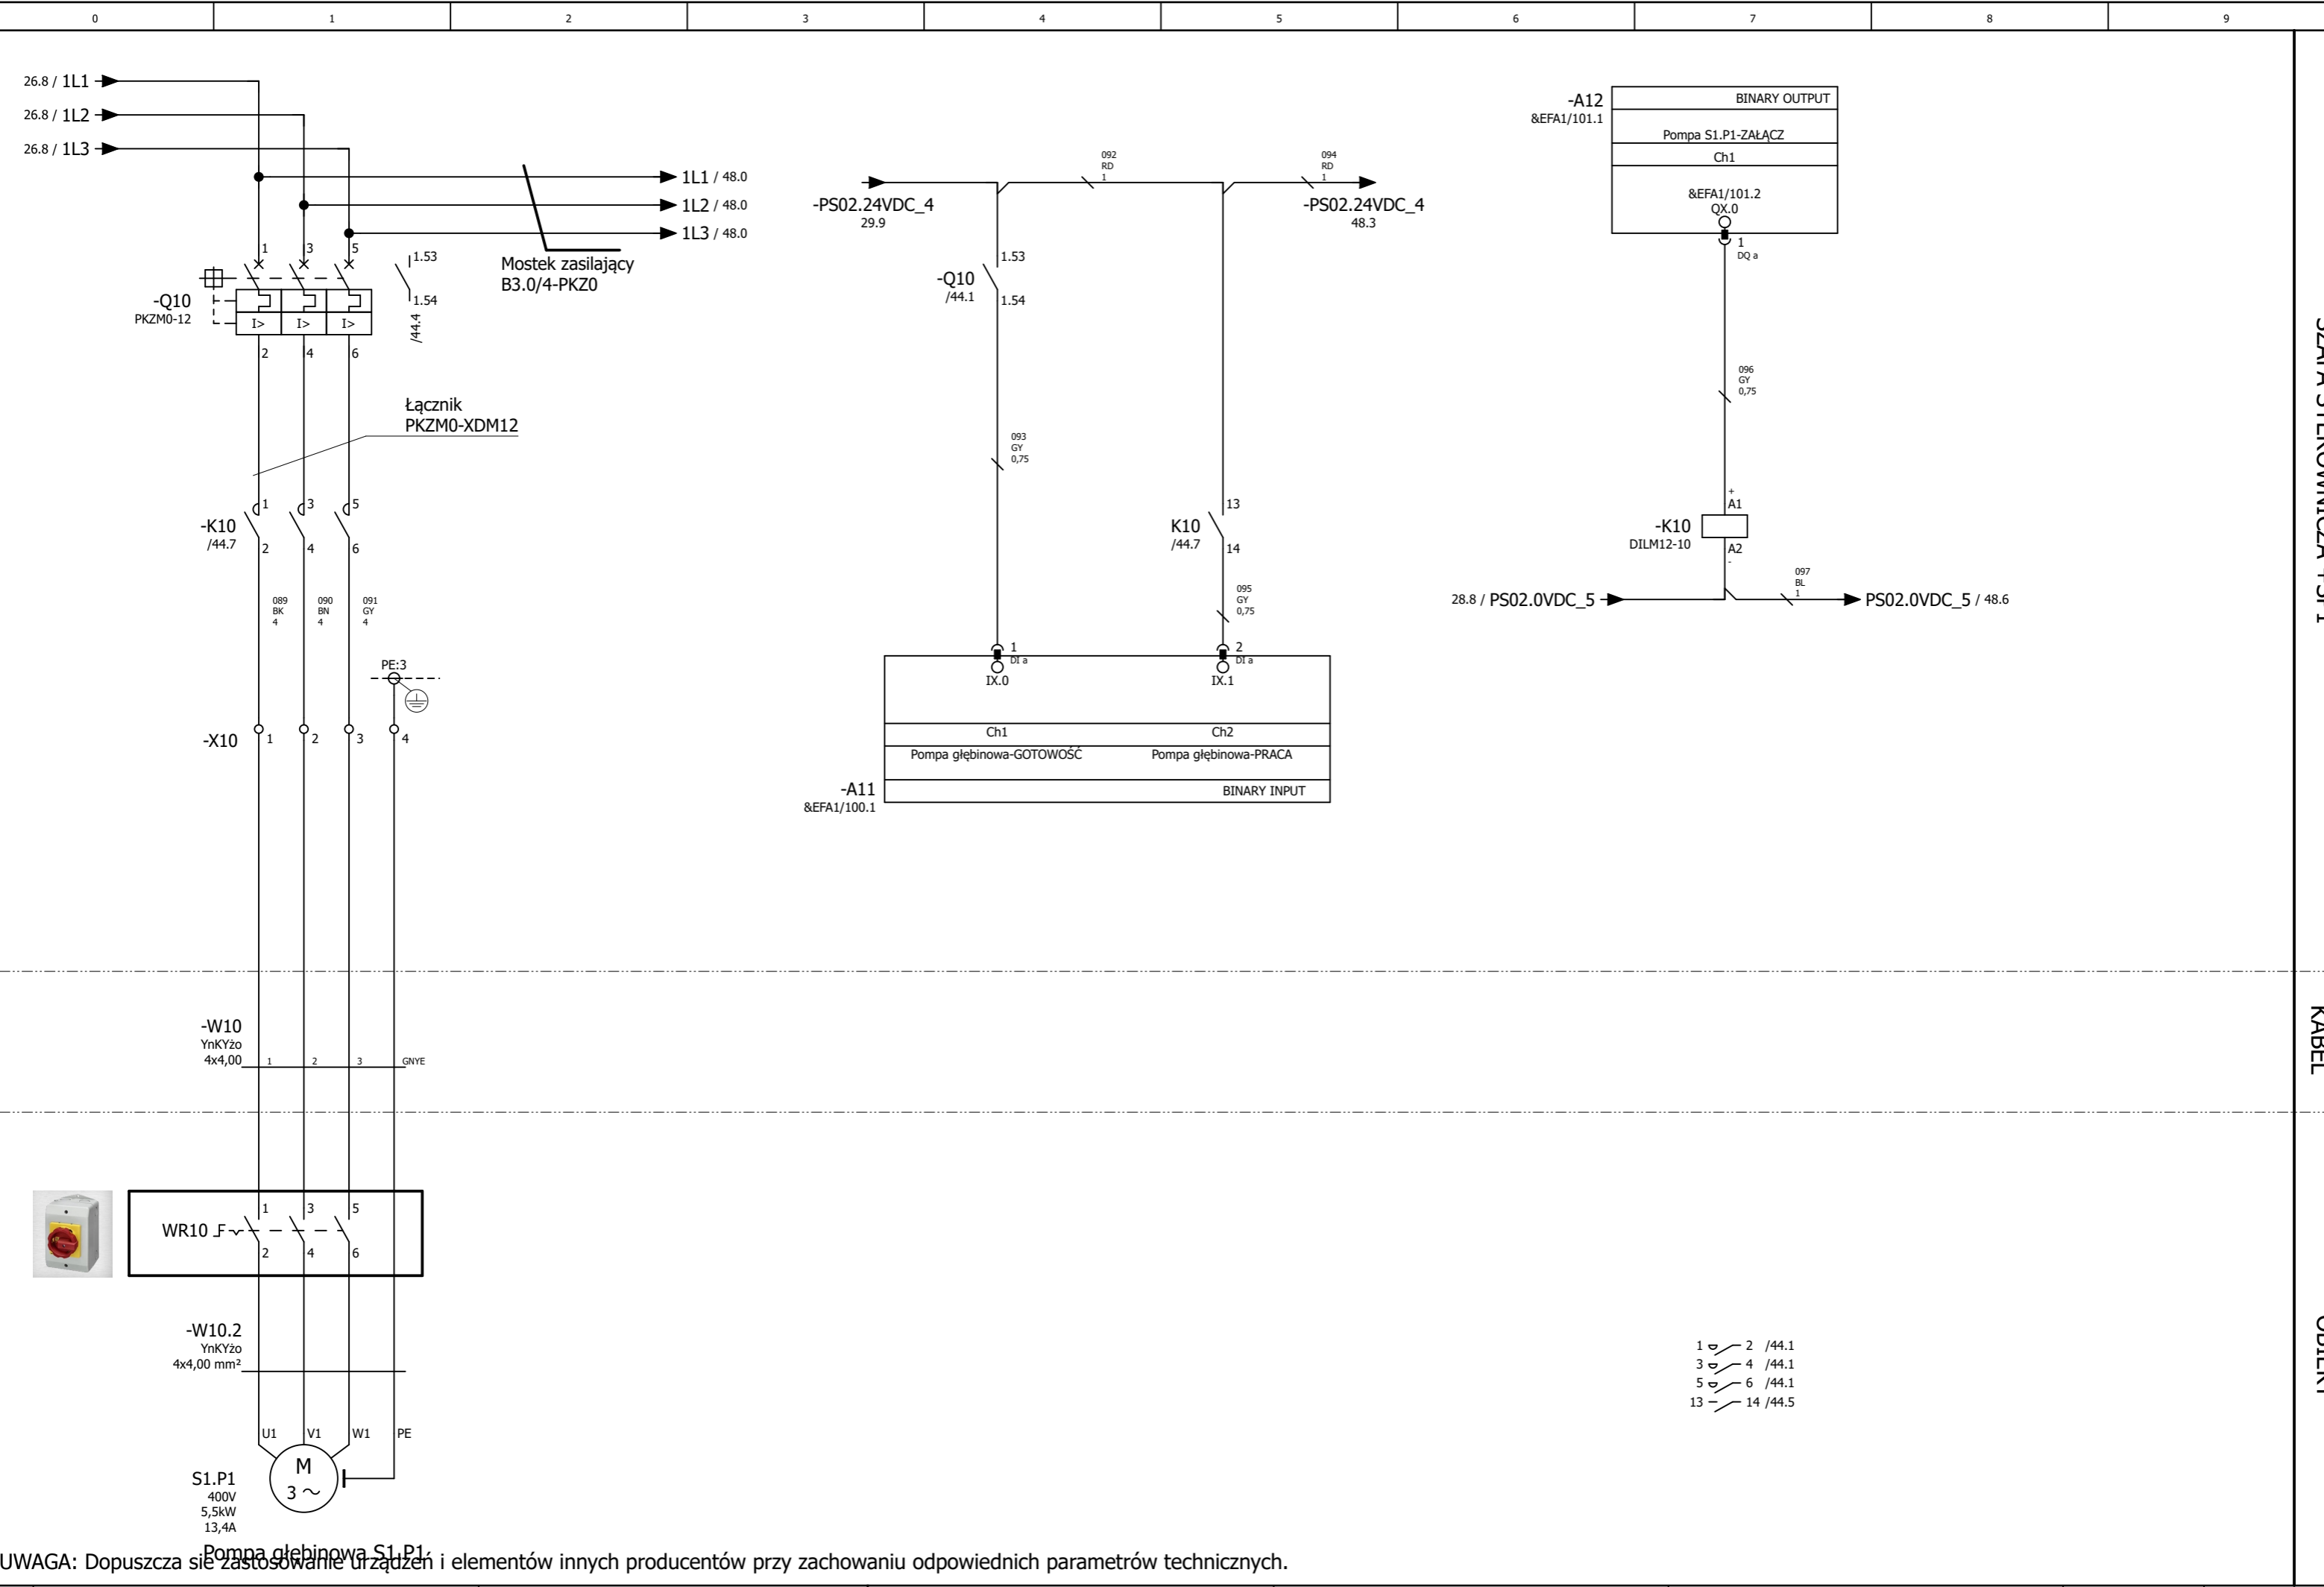 0 1 2 3 4 5 6 7 8 9
26.8 / 1L1
26.8 / 1L2
26.8 / 1L3
1L1 / 48.0
1L2 / 48.0
1L3 / 48.0
Mostek zasilający
B3.0/4-PKZ0
1 3 5
1.53
1.54
/44.4
-Q10
PKZM0-12
I> I> I>
2 4 6
Łącznik
PKZM0-XDM12
-K10
/44.7
1 3 5
2 4 6
089
BK
4
090
BN
4
091
GY
4
PE:3
-X10
1 2 3 4
-PS02.24VDC_4
29.9
092
RD
1
094
RD
1
-PS02.24VDC_4
48.3
-Q10
/44.1
1.53
1.54
093
GY
0,75
K10
/44.7
13
14
095
GY
0,75
1
DI a
IX.0
2
DI a
IX.1
Ch1 Ch2
Pompa głębinowa-GOTOWOŚĆ Pompa głębinowa-PRACA
-A11
&EFA1/100.1
BINARY INPUT
-A12
&EFA1/101.1
BINARY OUTPUT
Pompa S1.P1-ZAŁĄCZ
Ch1
&EFA1/101.2
QX.0
1
DQ a
096
GY
0,75
+
A1
-K10
DILM12-10
A2
-
28.8 / PS02.0VDC_5
097
BL
1
PS02.0VDC_5 / 48.6
-W10
YnKYżo
4x4,00
1 2 3 GNYE
KABEL
WR10
1 3 5
2 4 6
-W10.2
YnKYżo
4x4,00 mm²
U1 V1 W1 PE
M
3 ~
S1.P1
400V
5,5kW
13,4A
Pompa głębinowa S1.P1
1 2 /44.1
3 4 /44.1
5 6 /44.1
13 14 /44.5
UWAGA: Dopuszcza sie zastosowanie urządzeń i elementów innych producentów przy zachowaniu odpowiednich parametrów technicznych.